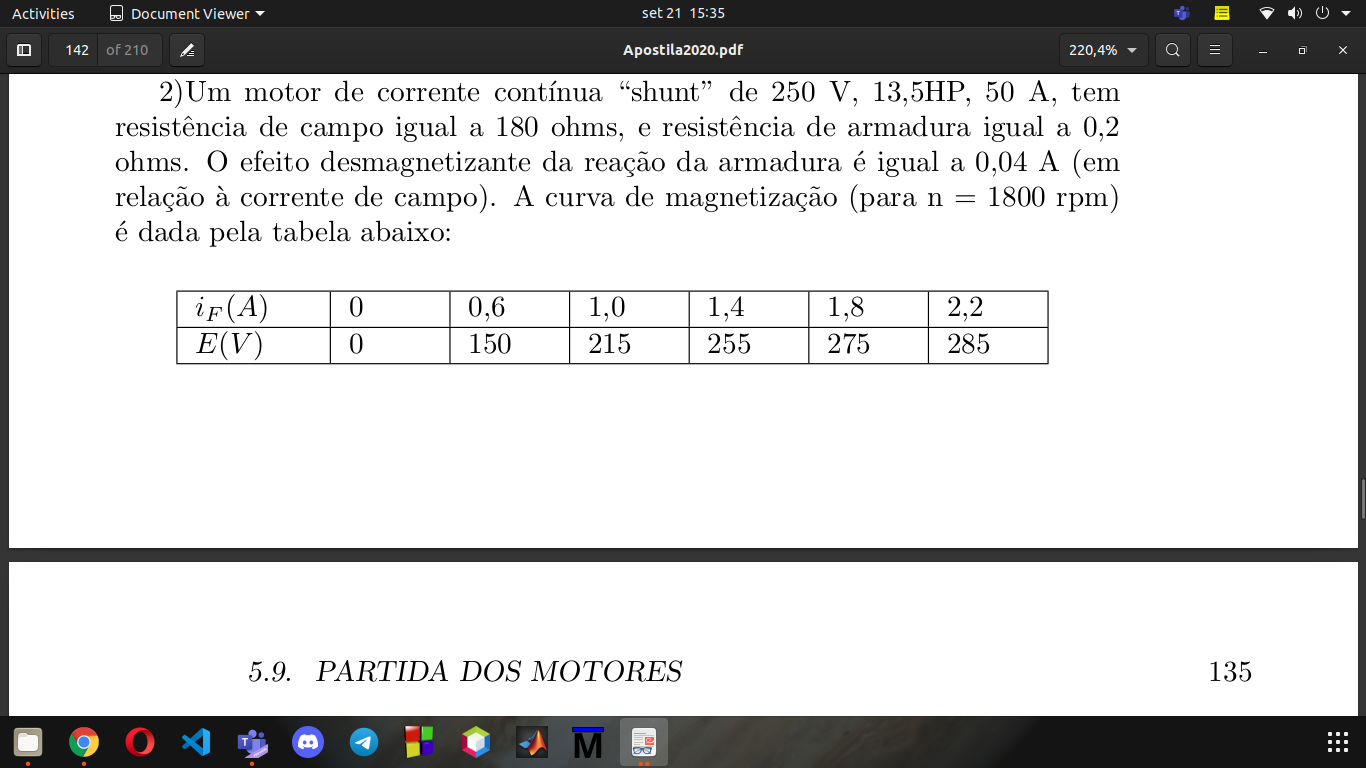 Activities Document Viewer set 21 15:35
142 of 210 Apostila2020.pdf 220,4%
2)Um motor de corrente contínua “shunt” de 250 V, 13,5HP, 50 A, tem
resistência de campo igual a 180 ohms, e resistência de armadura igual a 0,2
ohms. O efeito desmagnetizante da reação da armadura é igual a 0,04 A (em
relação à corrente de campo). A curva de magnetização (para n = 1800 rpm)
é dada pela tabela abaixo:
iF(A) 0 0,6 1,0 1,4 1,8 2,2
E(V) 0 150 215 255 275 285
5.9. PARTIDA DOS MOTORES 135
M